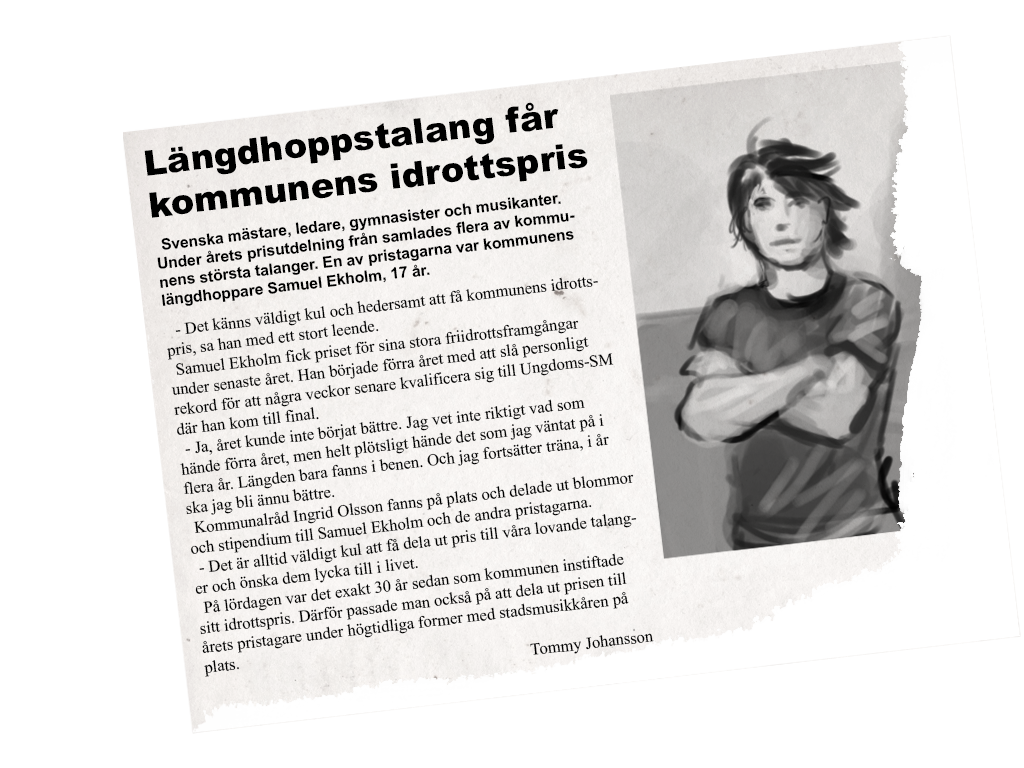 Längdhoppstalang får
kommunens idrottspris
Svenska mästare, ledare, gymnasister och musikanter.
Under årets prisutdelning från samlades flera av kommu-
nens största talanger. En av pristagarna var kommunens
längdhoppare Samuel Ekholm, 17 år.
- Det känns väldigt kul och hedersamt att få kommunens idrotts-
pris, sa han med ett stort leende.
Samuel Ekholm fick priset för sina stora friidrottsframgångar
under senaste året. Han började förra året med att slå personligt
rekord för att några veckor senare kvalificera sig till Ungdoms-SM
där han kom till final.
- Ja, året kunde inte börjat bättre. Jag vet inte riktigt vad som
hände förra året, men helt plötsligt hände det som jag väntat på i
flera år. Längden bara fanns i benen. Och jag fortsätter träna, i år
ska jag bli ännu bättre.
Kommunalråd Ingrid Olsson fanns på plats och delade ut blommor
och stipendium till Samuel Ekholm och de andra pristagarna.
- Det är alltid väldigt kul att få dela ut pris till våra lovande talang-
er och önska dem lycka till i livet.
På lördagen var det exakt 30 år sedan som kommunen instiftade
sitt idrottspris. Därför passade man också på att dela ut prisen till
årets pristagare under högtidliga former med stadsmusikkåren på
plats.
Tommy Johansson